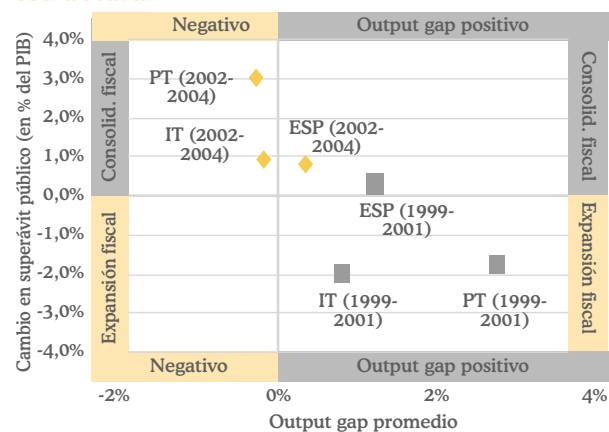 Negativo
Output gap positivo
4,0%
3,0%
2,0%
1,0%
0,0%
-1,0%
-2,0%
-3,0%
-4,0%
Cambio en superávit público (en % del PIB)
Consolid. fiscal
Expansión fiscal
PT (2002-
2004)
IT (2002-
2004)
ESP (2002-
2004)
ESP (1999-
2001)
IT (1999-
2001)
PT (1999-
2001)
Consolid. fiscal
Expansión fiscal
Negativo
Output gap positivo
-2%
0%
2%
4%
Output gap promedio